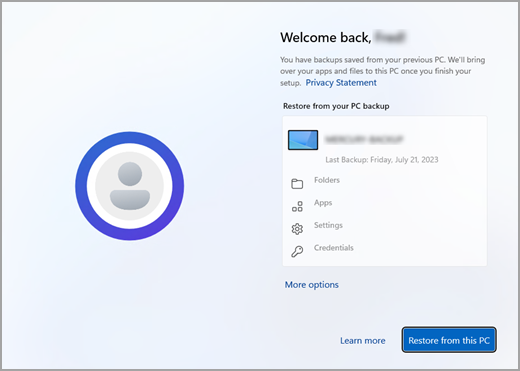 Welcome back,
You have backups saved from your previous PC. We'll bring
over your apps and files to this PC once you finish your
setup. Privacy Statement
Restore from your PC backup
Last Backup: Friday, July 21, 2023
Folders
Apps
Settings
Credentials
More options
Learn more
Restore from this PC